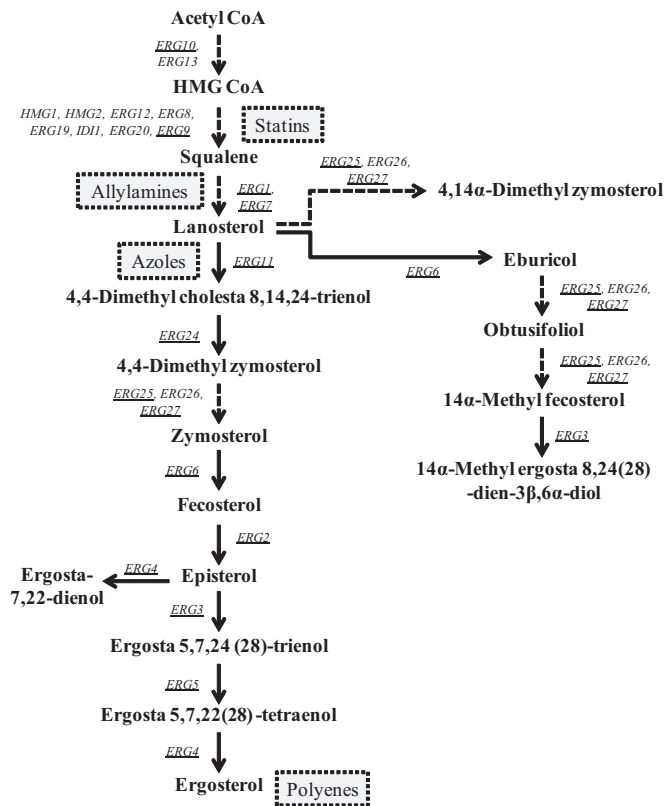 Acetyl CoA
ERG10,
ERG13
HMG CoA
HMG1, HMG2, ERG12, ERG8,
ERG19, IDI1, ERG20, ERG9
Statins
Squalene
Allylamines
ERG1,
ERG7
ERG25, ERG26,
ERG27
4,14α-Dimethyl zymosterol
Lanosterol
Azoles
ERG11
ERG6
Eburicol
4,4-Dimethyl cholesta 8,14,24-trienol
ERG25, ERG26,
ERG27
ERG24
Obtusifoliol
4,4-Dimethyl zymosterol
ERG25, ERG26,
ERG27
ERG25, ERG26,
ERG27
14α-Methyl fecosterol
Zymosterol
ERG3
ERG6
14α-Methyl ergosta 8,24(28)
-dien-3β,6α-diol
Fecosterol
ERG2
Ergosta-
7,22-dienol
ERG4
Episterol
ERG3
Ergosta 5,7,24 (28)-trienol
ERG5
Ergosta 5,7,22(28)-tetraenol
ERG4
Ergosterol
Polyenes